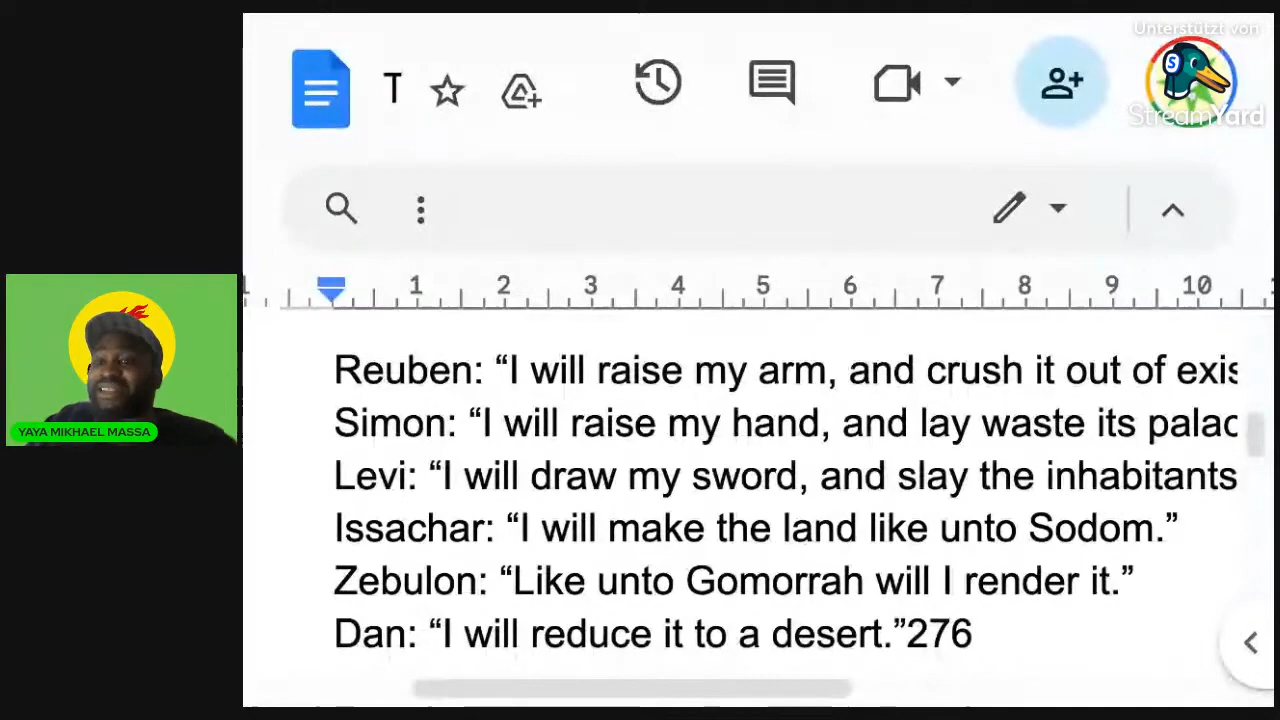 Unterstützt von
StreamYard
T
1 2 3 4 5 6 7 8 9 10
Reuben: “I will raise my arm, and crush it out of exis
Simon: “I will raise my hand, and lay waste its palac
Levi: “I will draw my sword, and slay the inhabitants
Issachar: “I will make the land like unto Sodom.”
Zebulon: “Like unto Gomorrah will I render it.”
Dan: “I will reduce it to a desert.”276
YAYA MIKHAEL MASSA